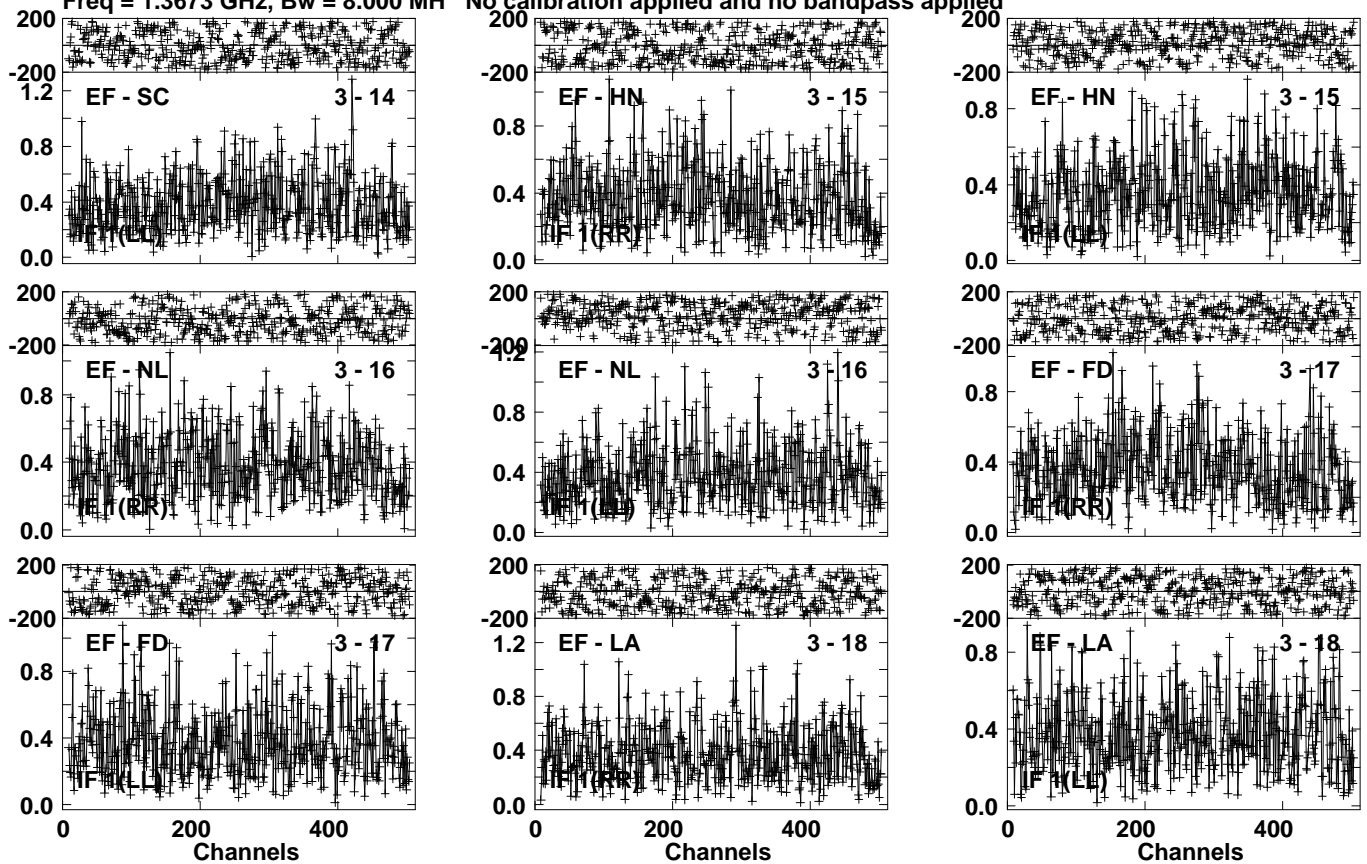 Freq = 1.3673 GHz, Bw = 8.000 MH No calibration applied and no bandpass applied
200 200 200
-200 -200 -200
EF - SC 3 - 14 EF - HN 3 - 15 EF - HN 3 - 15
1.2
0.8 0.8 0.8
0.4 0.4 0.4
IF 1(LL) IF 1(RR) IF 1(LL)
0.0 0.0 0.0
200 200 200
-200 -200 -200
1.2
EF - NL 3 - 16 EF - NL 3 - 16 EF - FD 3 - 17
0.8 0.8 0.8
0.4 0.4 0.4
IF 1(RR) IF 1(LL) IF 1(RR)
0.0 0.0 0.0
200 200 200
-200 -200 -200
EF - FD 3 - 17 EF - LA 3 - 18 EF - LA 3 - 18
1.2
0.8 0.8 0.8
0.4 0.4 0.4
IF 1(LL) IF 1(RR) IF 1(LL)
0.0 0.0 0.0
0 200 400 0 200 400 0 200 400
Channels Channels Channels